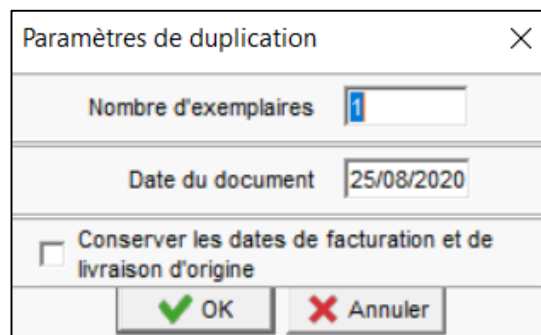 Paramètres de duplication
Nombre d'exemplaires 1
Date du document 25/08/2020
Conserver les dates de facturation et de
livraison d'origine
OK Annuler